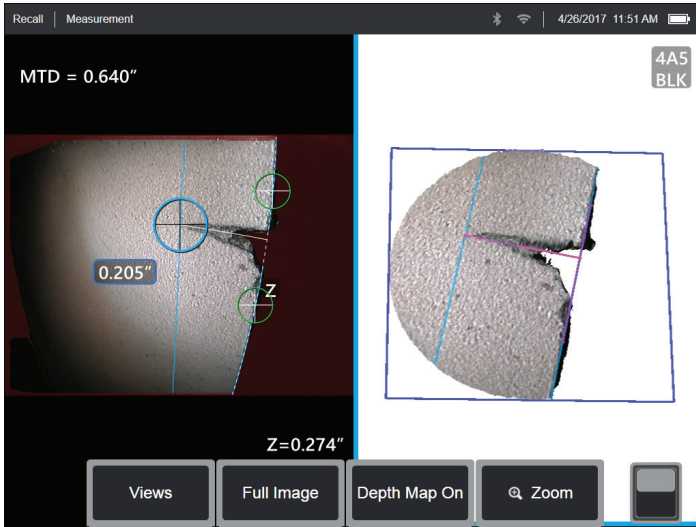 Recall | Measurement 4/26/2017 11:51 AM
MTD = 0.640"
4A5
BLK
0.205"
Z
Z=0.274"
Views Full Image Depth Map On Zoom